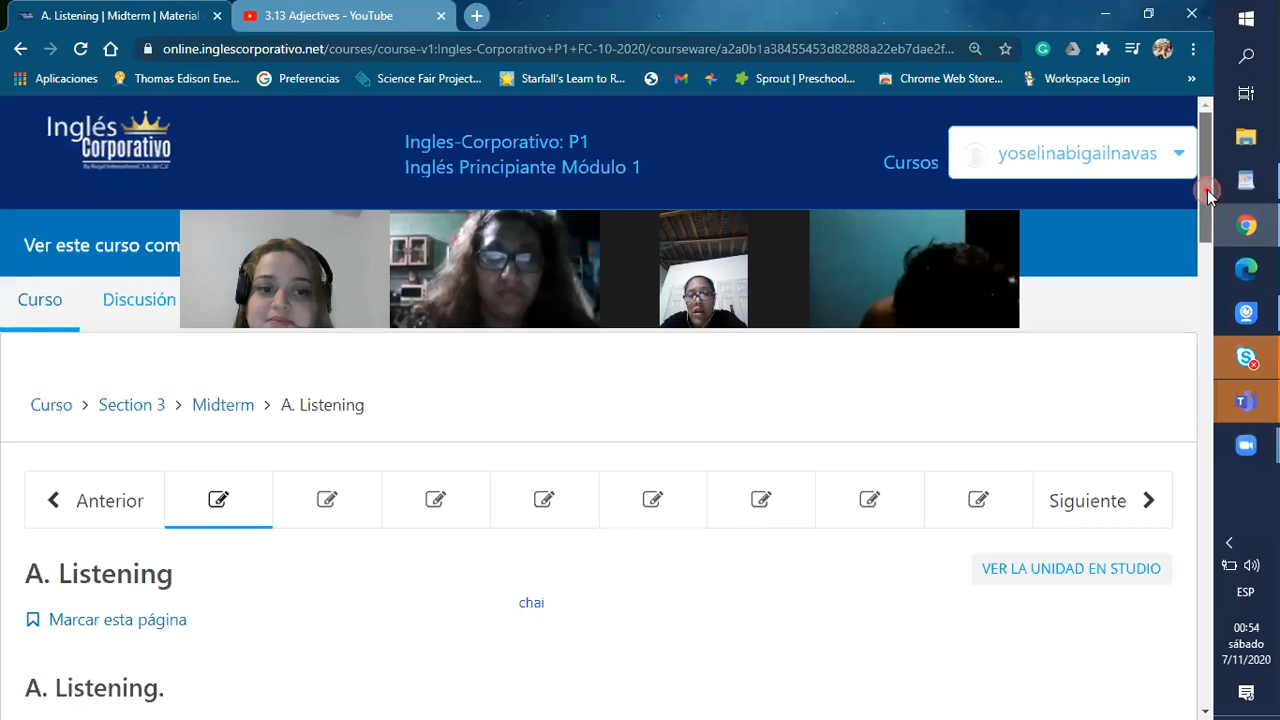 A. Listening | Midterm | Material
3.13 Adjectives - YouTube
online.inglescorporativo.net/courses/course-v1:Ingles-Corporativo+P1+FC-10-2020/courseware/a2a0b1a38455453d82888a22eb7dae2f...
Aplicaciones
Thomas Edison Ene...
Preferencias
Science Fair Project...
Starfall's Learn to R...
Sprout | Preschool...
Chrome Web Store...
Workspace Login
»
Inglés
Corporativo
Ingles-Corporativo: P1
Inglés Principiante Módulo 1
Cursos
yoselinabigailnavas
Ver este curso com
Curso
Discusión
Curso > Section 3 > Midterm > A. Listening
Anterior
Siguiente
A. Listening
VER LA UNIDAD EN STUDIO
chai
Marcar esta página
A. Listening.
ESP
00:54
sábado
7/11/2020